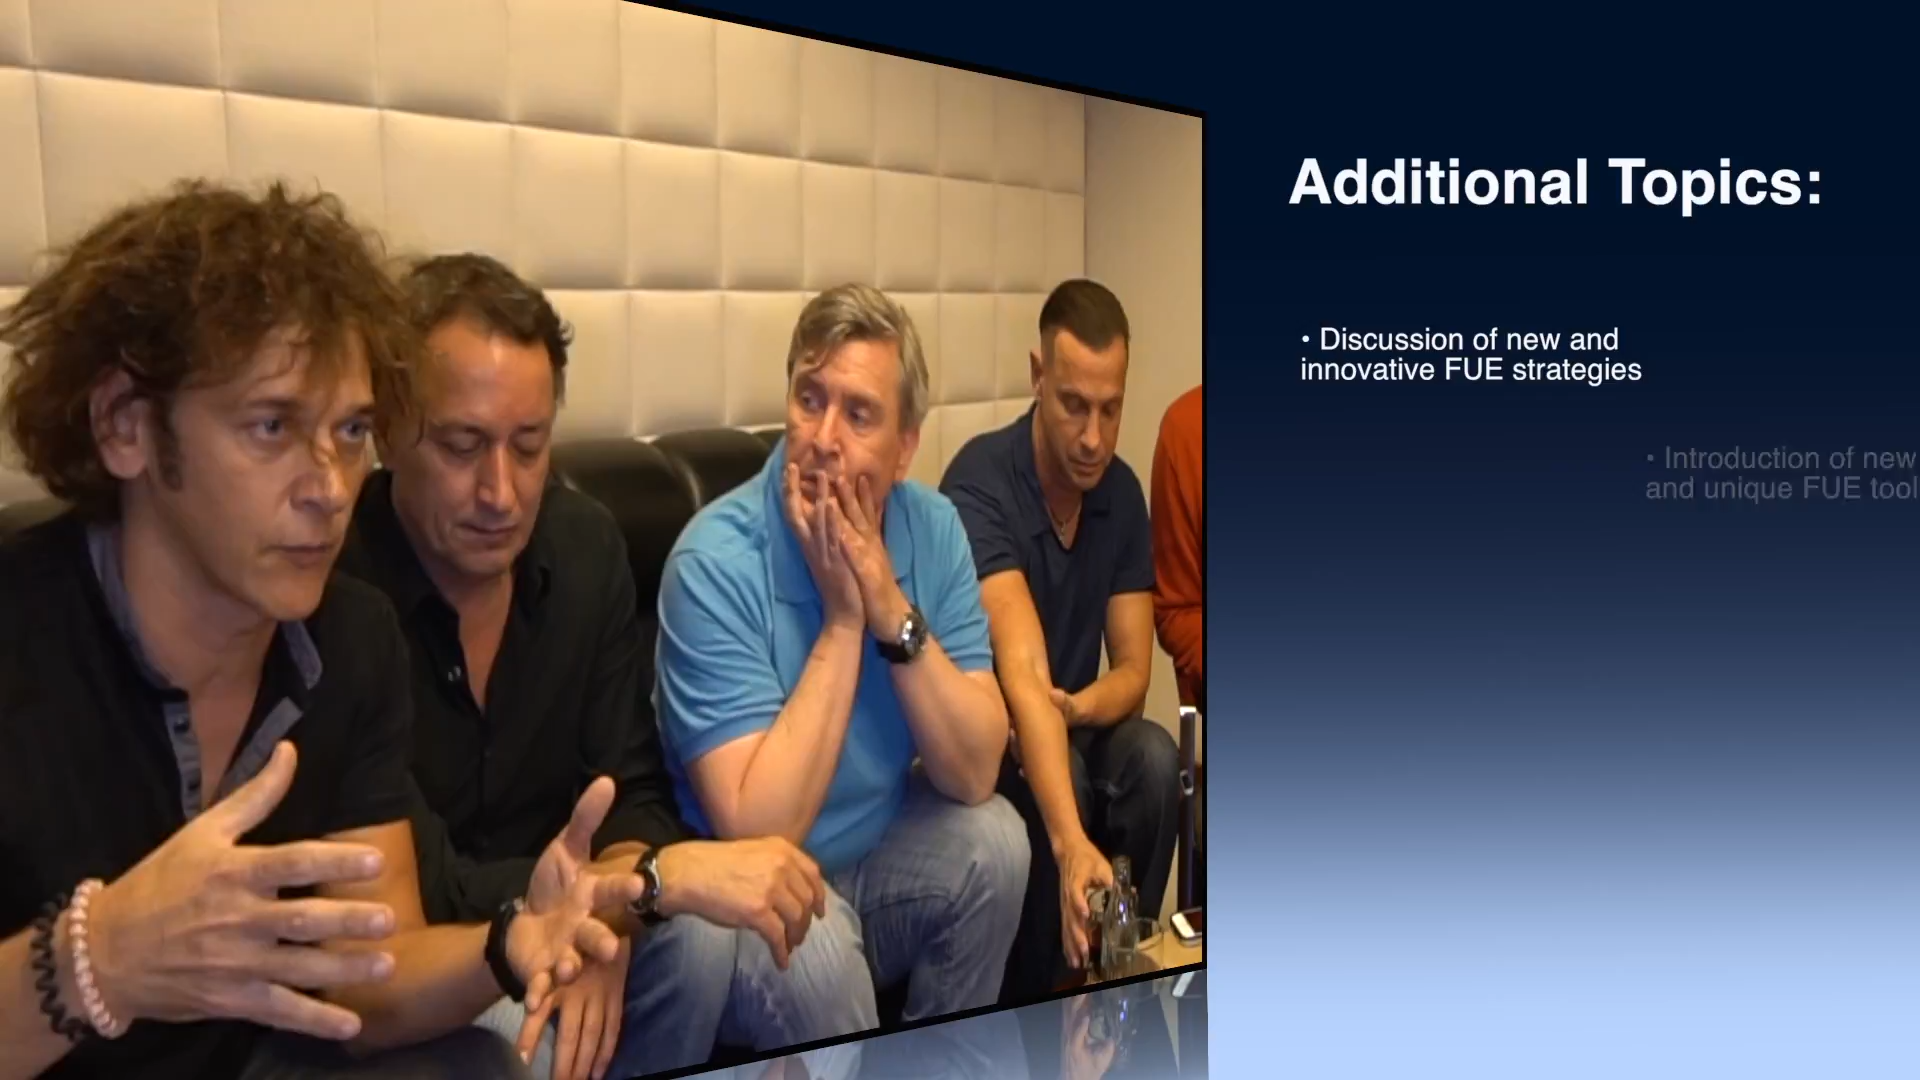 Additional Topics:
• Discussion of new and
innovative FUE strategies
• Introduction of new
and unique FUE tool